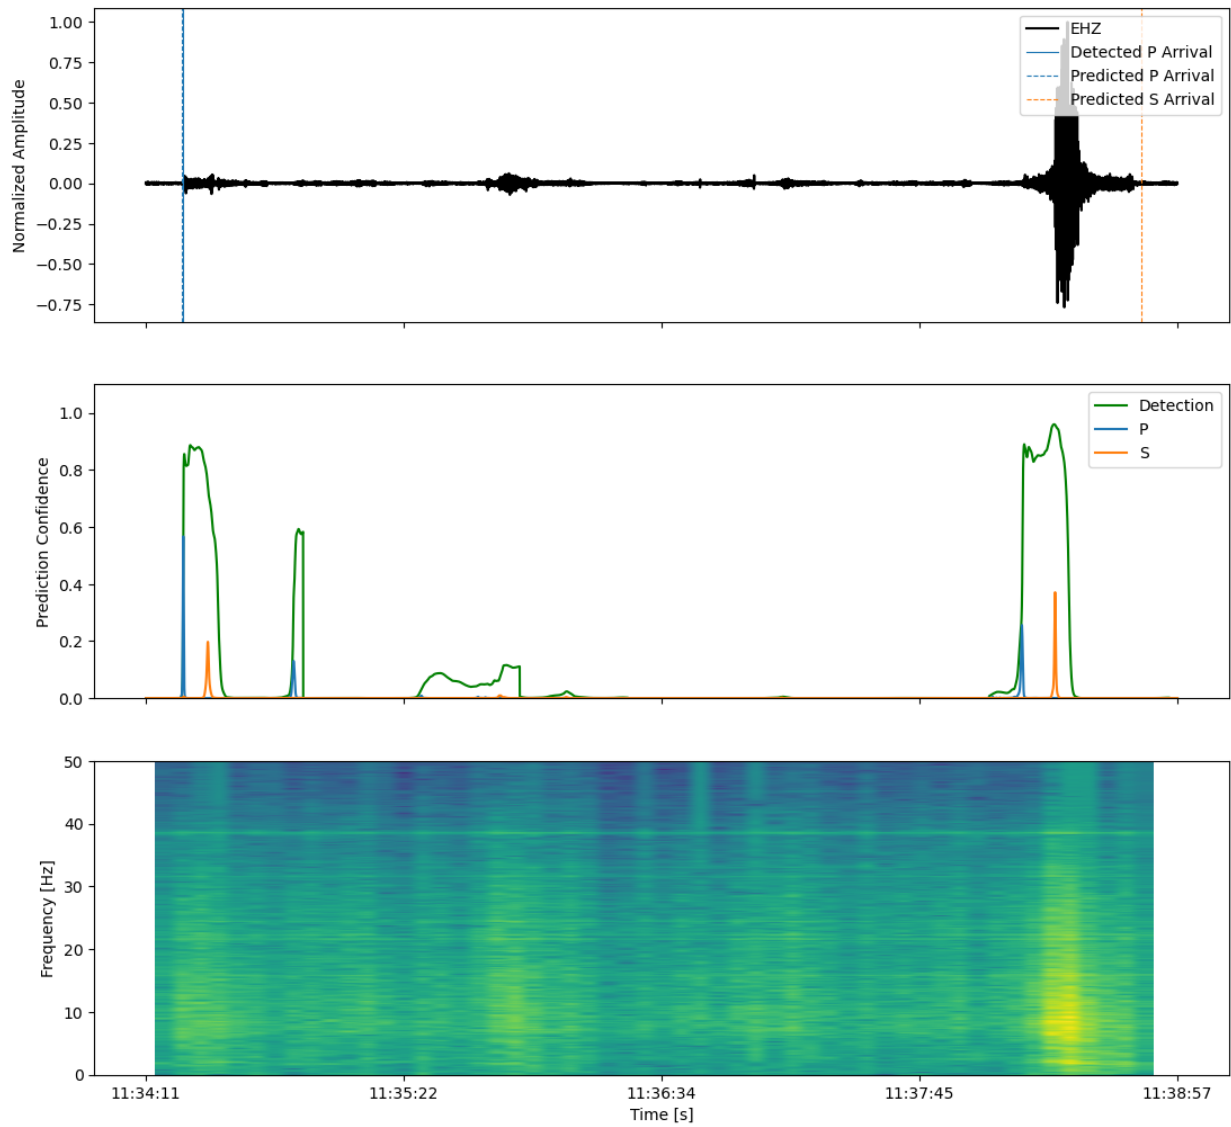 1.00
0.75
0.50
0.25
0.00
−0.25
−0.50
−0.75
Normalized Amplitude
EHZ
Detected P Arrival
Predicted P Arrival
Predicted S Arrival
1.0
0.8
0.6
0.4
0.2
0.0
Prediction Confidence
Detection
P
S
50
40
30
20
10
0
Frequency [Hz]
11:34:11
11:35:22
11:36:34
11:37:45
11:38:57
Time [s]